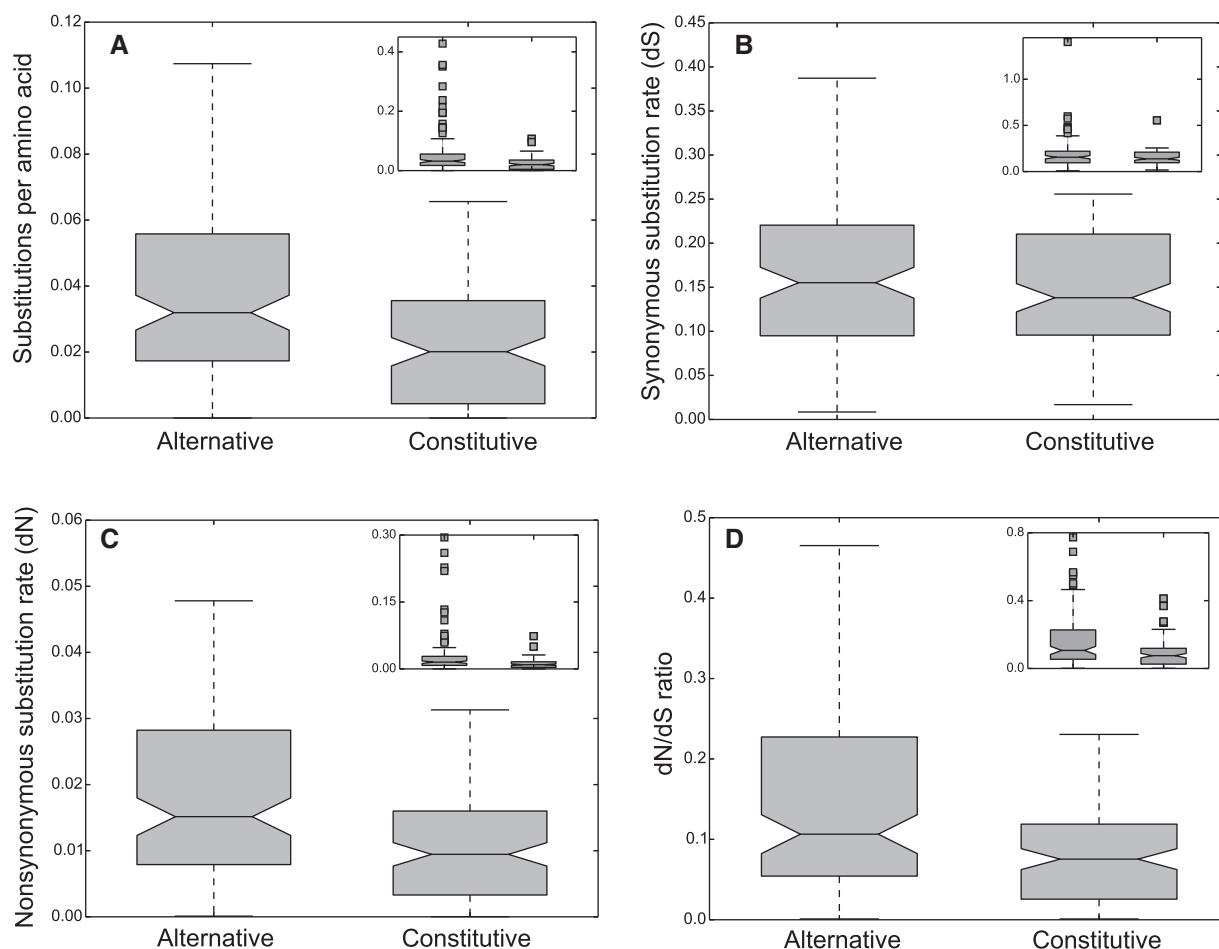 A
Substitutions per amino acid
0.12
0.10
0.08
0.06
0.04
0.02
0.00
0.4
0.2
0.0
Alternative
Constitutive
B
Synonymous substitution rate (dS)
0.45
0.40
0.35
0.30
0.25
0.20
0.15
0.10
0.05
0.00
1.0
0.5
0.0
Alternative
Constitutive
C
Nonsynonymous substitution rate (dN)
0.06
0.05
0.04
0.03
0.02
0.01
0.00
0.30
0.15
0.00
Alternative
Constitutive
D
dN/dS ratio
0.5
0.4
0.3
0.2
0.1
0.0
0.8
0.4
0.0
Alternative
Constitutive